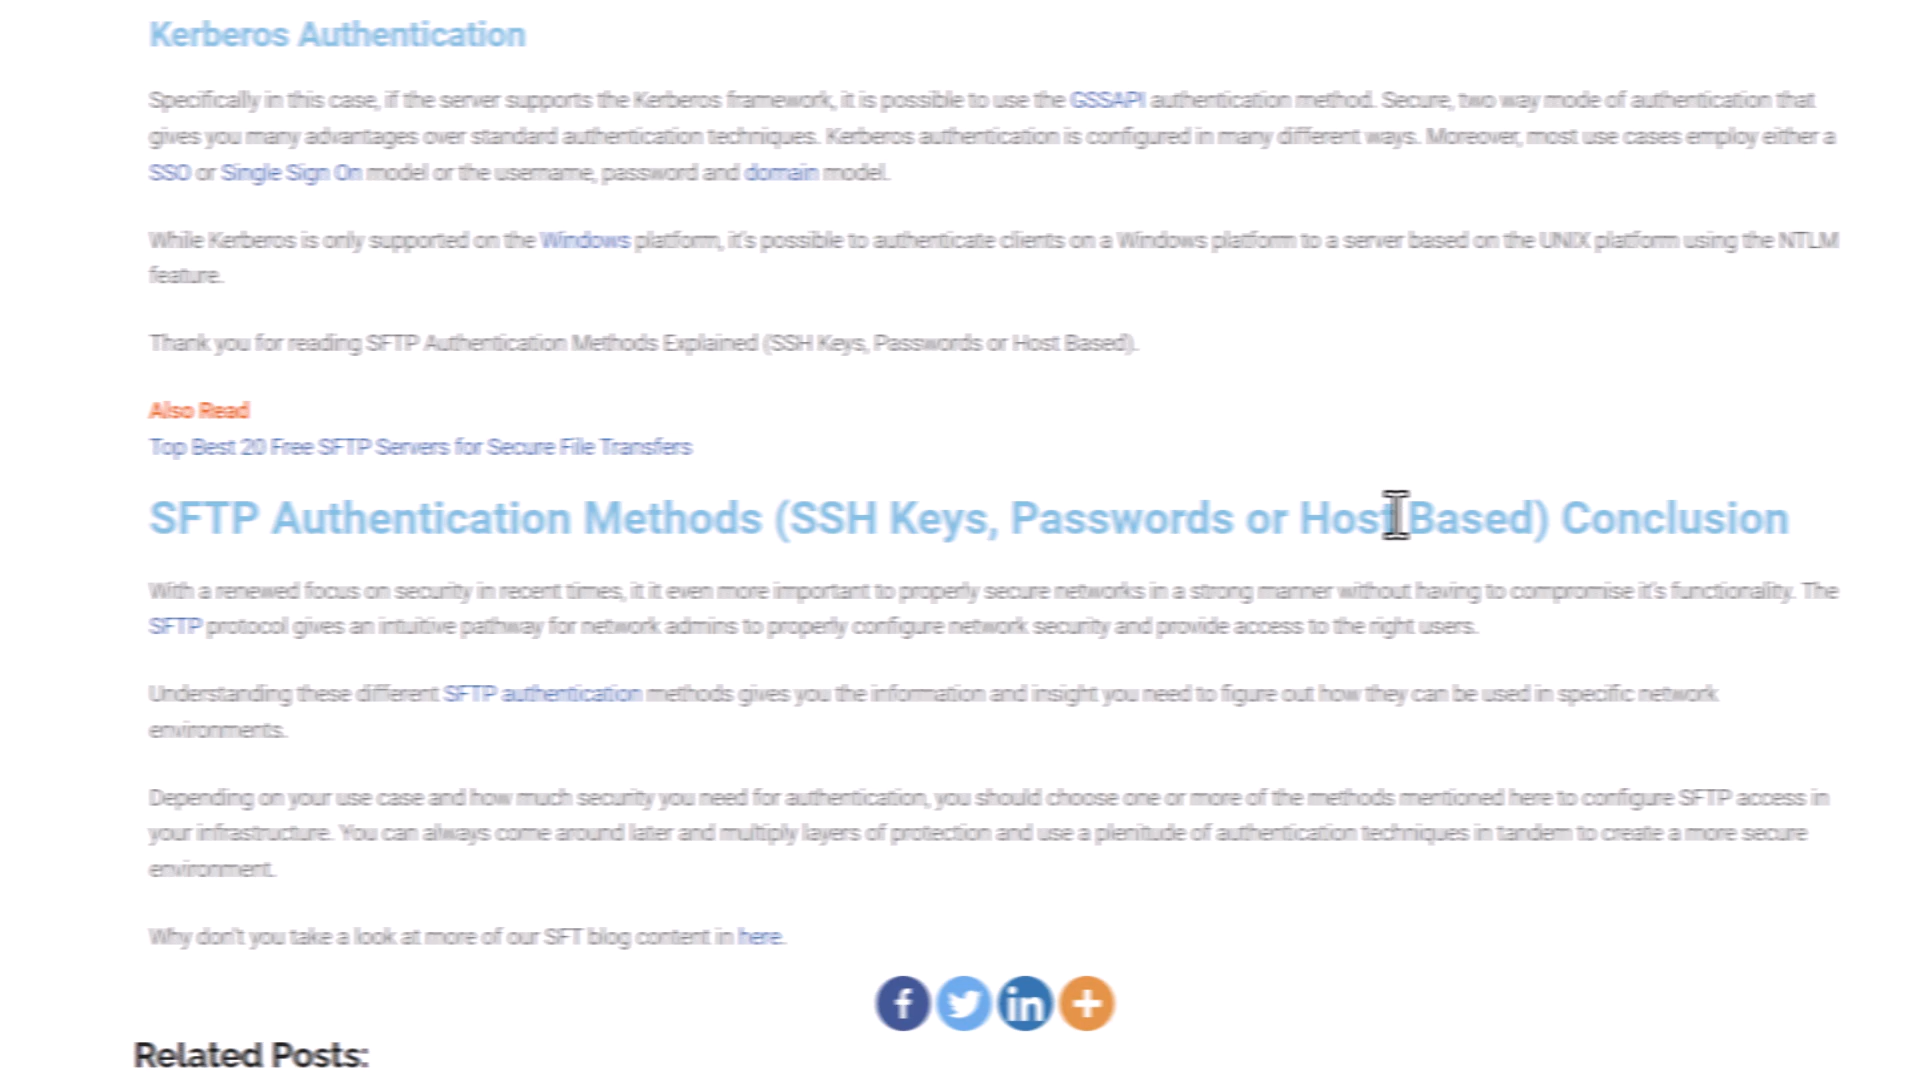 Kerberos Authentication
Specifically in this case, if the server supports the Kerberos framework, it is possible to use the GSSAPI authentication method. Secure, two way mode of authentication that
gives you many advantages over standard authentication techniques. Kerberos authentication is configured in many different ways. Moreover, most use cases employ either a
SSO or Single Sign On model or the username, password and domain model.
While Kerberos is only supported on the Windows platform, it's possible to authenticate clients on a Windows platform to a server based on the UNIX platform using the NTLM
feature.
Thank you for reading SFTP Authentication Methods Explained (SSH Keys, Passwords or Host Based).
Also Read
Top Best 20 Free SFTP Servers for Secure File Transfers
SFTP Authentication Methods (SSH Keys, Passwords or Host Based) Conclusion
With a renewed focus on security in recent times, it it even more important to properly secure networks in a strong manner without having to compromise it's functionality. The
SFTP protocol gives an intuitive pathway for network admins to properly configure network security and provide access to the right users.
Understanding these different SFTP authentication methods gives you the information and insight you need to figure out how they can be used in specific network
environments.
Depending on your use case and how much security you need for authentication, you should choose one or more of the methods mentioned here to configure SFTP access in
your infrastructure. You can always come around later and multiply layers of protection and use a plenitude of authentication techniques in tandem to create a more secure
environment.
Why don't you take a look at more of our SFT blog content in here.
Related Posts: